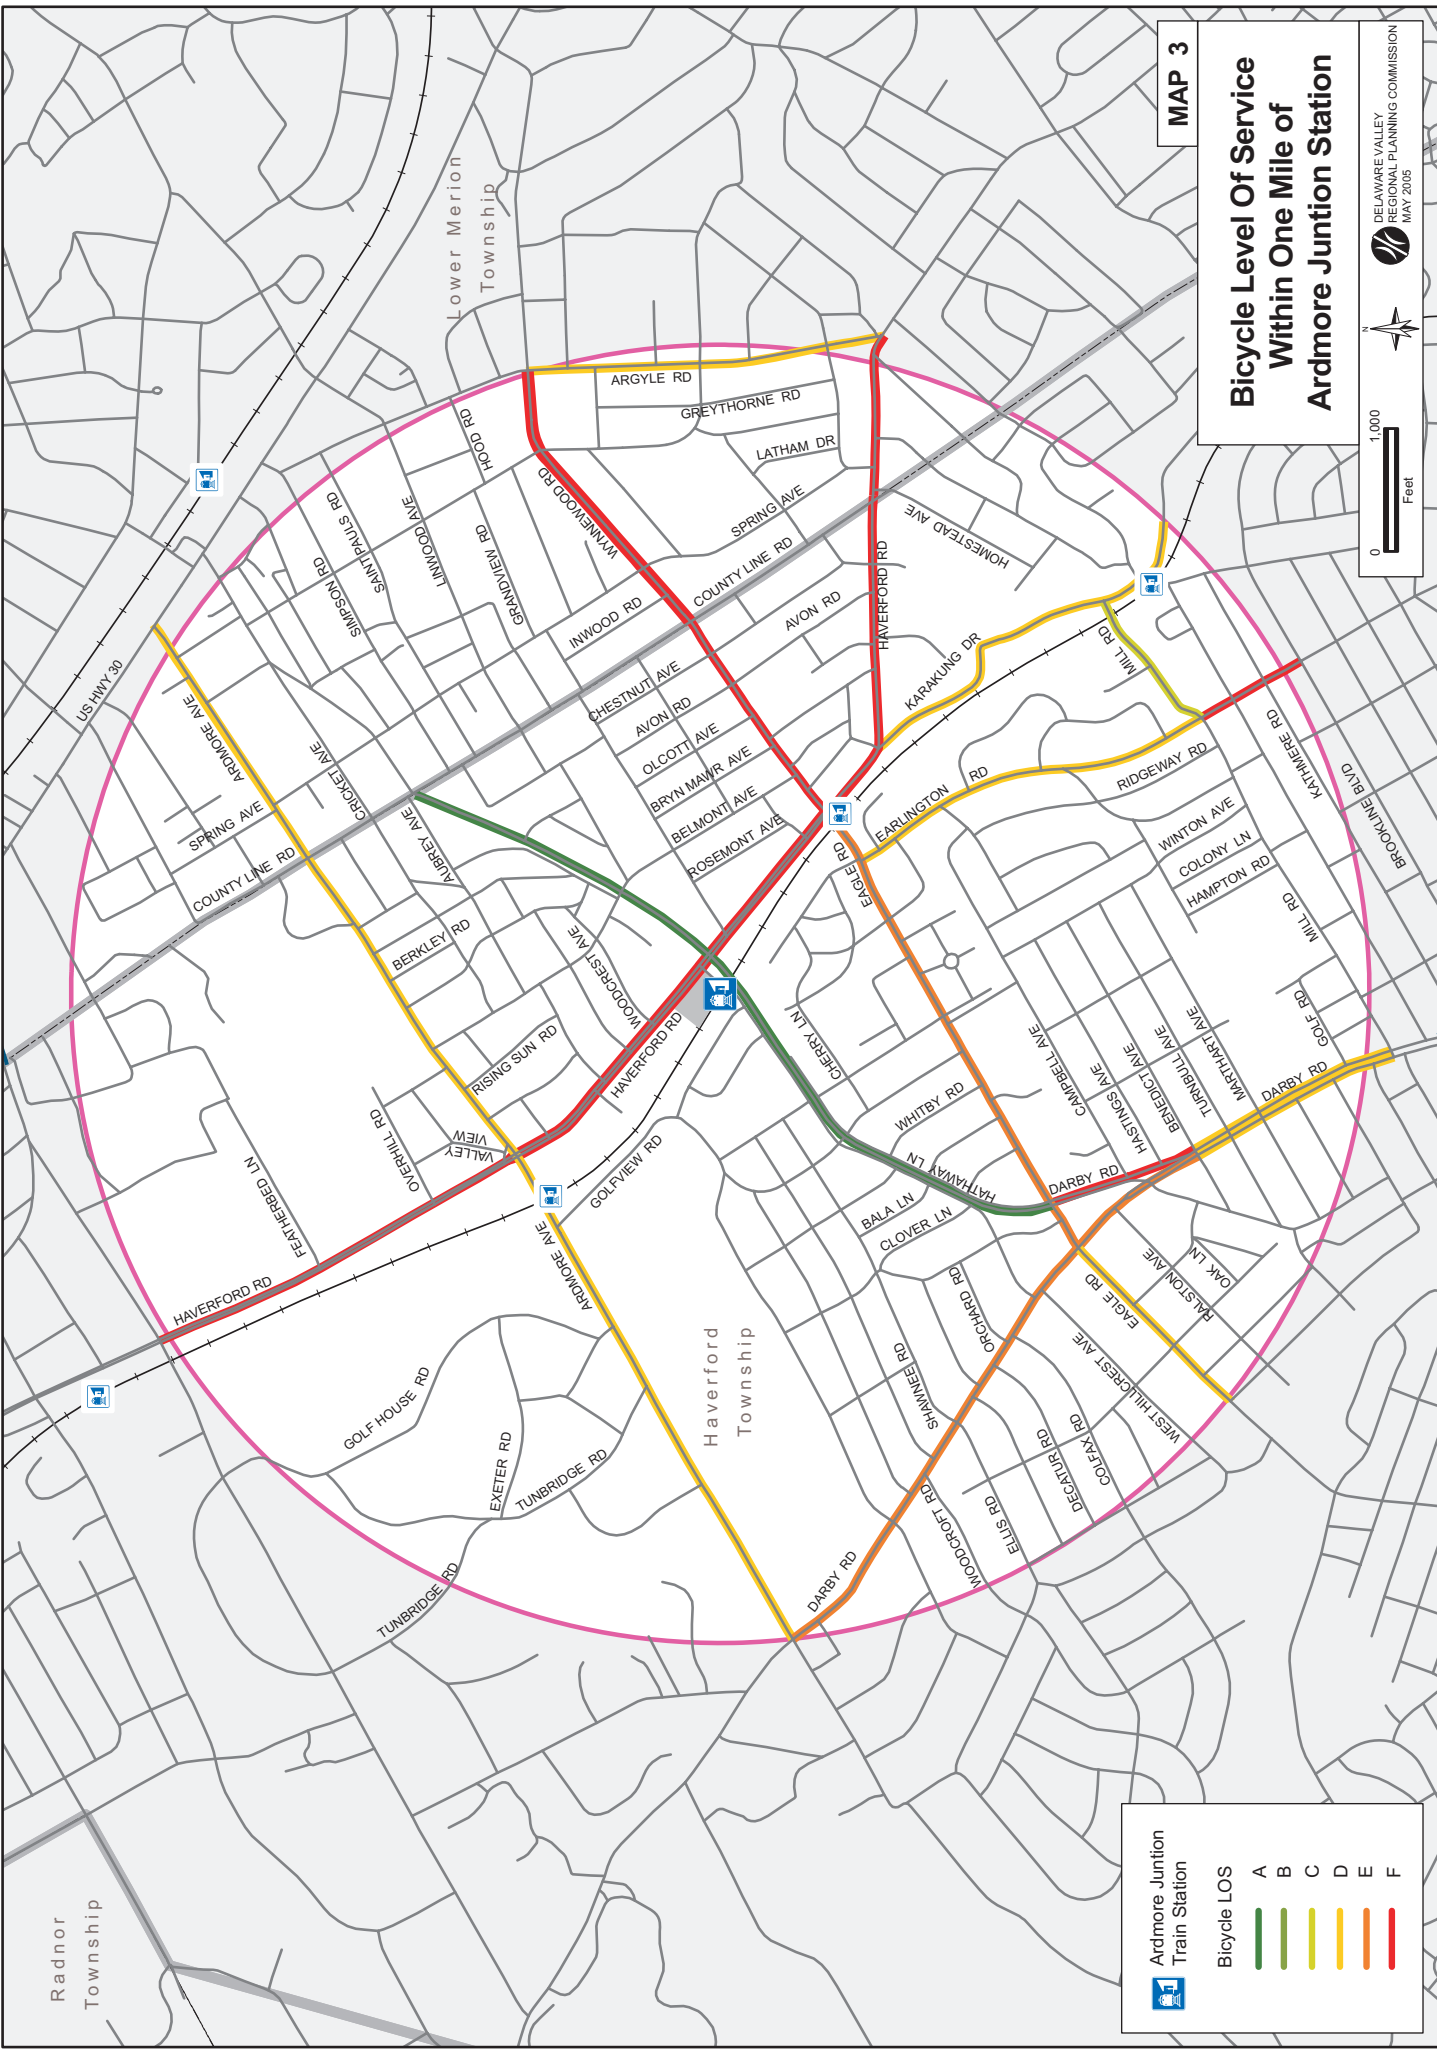 MAP 3
Bicycle Level Of Service
Within One Mile of
Ardmore Juntion Station
0
1,000
Feet
N
DELAWARE VALLEY
REGIONAL PLANNING COMMISSION
MAY 2005
Ardmore Juntion
Train Station
Bicycle LOS
A
B
C
D
E
F
Radnor
Township
Lower Merion
Township
Haverford
Township
US HWY 30
ARDMORE AVE
SPRING AVE
COUNTY LINE RD
CRICKET AVE
AUBREY AVE
BERKLEY RD
SIMPSON RD
SAINT PAULS RD
LINWOOD AVE
HOOD RD
GRANDVIEW RD
WYNNEWOOD RD
INWOOD RD
ARGYLE RD
GREYTHORNE RD
LATHAM DR
SPRING AVE
COUNTY LINE RD
HOMESTEAD AVE
AVON RD
HAVERFORD RD
CHESTNUT AVE
AVON RD
OLCOTT AVE
BRYN MAWR AVE
BELMONT AVE
ROSEMONT AVE
KARAKUNG DR
MILL RD
EARLINGTON RD
RIDGEWAY RD
KATHMERE RD
BROOKLINE BLVD
WINTON AVE
COLONY LN
HAMPTON RD
MILL RD
GOLF RD
EAGLE RD
WOODCREST AVE
HAVERFORD RD
RISING SUN RD
OVERHILL RD
VALLEY
VIEW
FEATHERBED LN
HAVERFORD RD
GOLFVIEW RD
ARDMORE AVE
CHERRY LN
WHITBY RD
HATHAWAY LN
BALA LN
CLOVER LN
CAMPBELL AVE
HASTINGS AVE
BENEDICT AVE
TURNBULL AVE
MARTHART AVE
DARBY RD
DARBY RD
EAGLE RD
RALSTON AVE
OAK LN
WEST HILLCREST AVE
ORCHARD RD
SHAWNEE RD
COLFAX RD
DECATUR RD
ELLIS RD
WOODCROFT RD
DARBY RD
GOLF HOUSE RD
EXETER RD
TUNBRIDGE RD
TUNBRIDGE RD